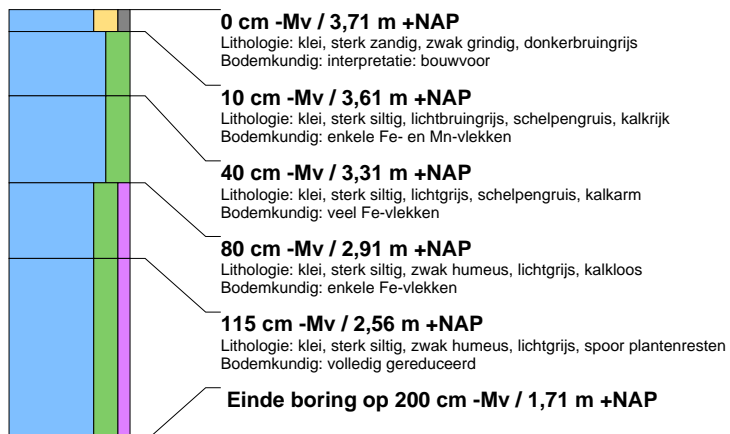 0 cm -Mv / 3,71 m +NAP
Lithologie: klei, sterk zandig, zwak grindig, donkerbruingrijs
Bodemkundig: interpretatie: bouwvoor
10 cm -Mv / 3,61 m +NAP
Lithologie: klei, sterk siltig, lichtbruingrijs, schelpengruis, kalkrijk
Bodemkundig: enkele Fe- en Mn-vlekken
40 cm -Mv / 3,31 m +NAP
Lithologie: klei, sterk siltig, lichtgrijs, schelpengruis, kalkarm
Bodemkundig: veel Fe-vlekken
80 cm -Mv / 2,91 m +NAP
Lithologie: klei, sterk siltig, zwak humeus, lichtgrijs, kalkloos
Bodemkundig: enkele Fe-vlekken
115 cm -Mv / 2,56 m +NAP
Lithologie: klei, sterk siltig, zwak humeus, lichtgrijs, spoor plantenresten
Bodemkundig: volledig gereduceerd
Einde boring op 200 cm -Mv / 1,71 m +NAP